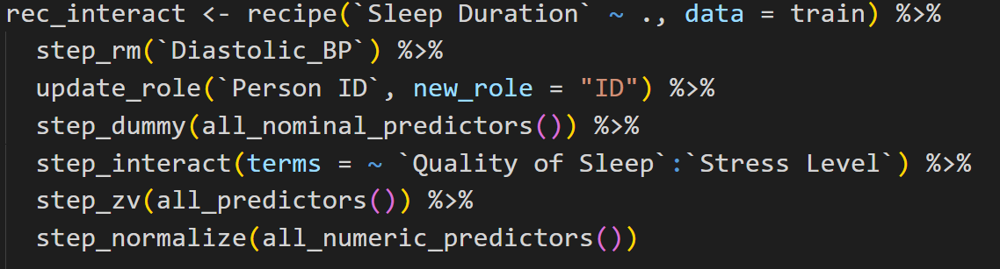 rec_interact <- recipe(`Sleep Duration` ~ ., data = train) %>%
  step_rm(`Diastolic_BP`) %>%
  update_role(`Person ID`, new_role = "ID") %>%
  step_dummy(all_nominal_predictors()) %>%
  step_interact(terms = ~ `Quality of Sleep`:`Stress Level`) %>%
  step_zv(all_predictors()) %>%
  step_normalize(all_numeric_predictors())